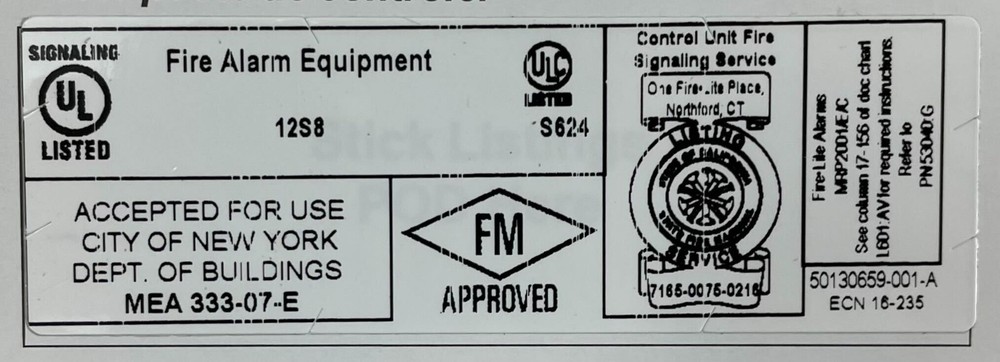 SIGNALING
UL
LISTED
Fire Alarm Equipment
12S8
ULC
LISTED
S624
Stick Listings
ACCEPTED FOR USE
CITY OF NEW YORK
DEPT. OF BUILDINGS
MEA 333-07-E
FM
APPROVED
Control Unit Fire
Signaling Service
One Fire-Lite Place,
Northford, CT
LISTING
SERVICE
7165-0075-0216
Fire-Lite Alarms
MRP2001/E/C
See column 17-156 of doc chart
for required instructions.
Refer to
50130659-001-A
ECN 16-235